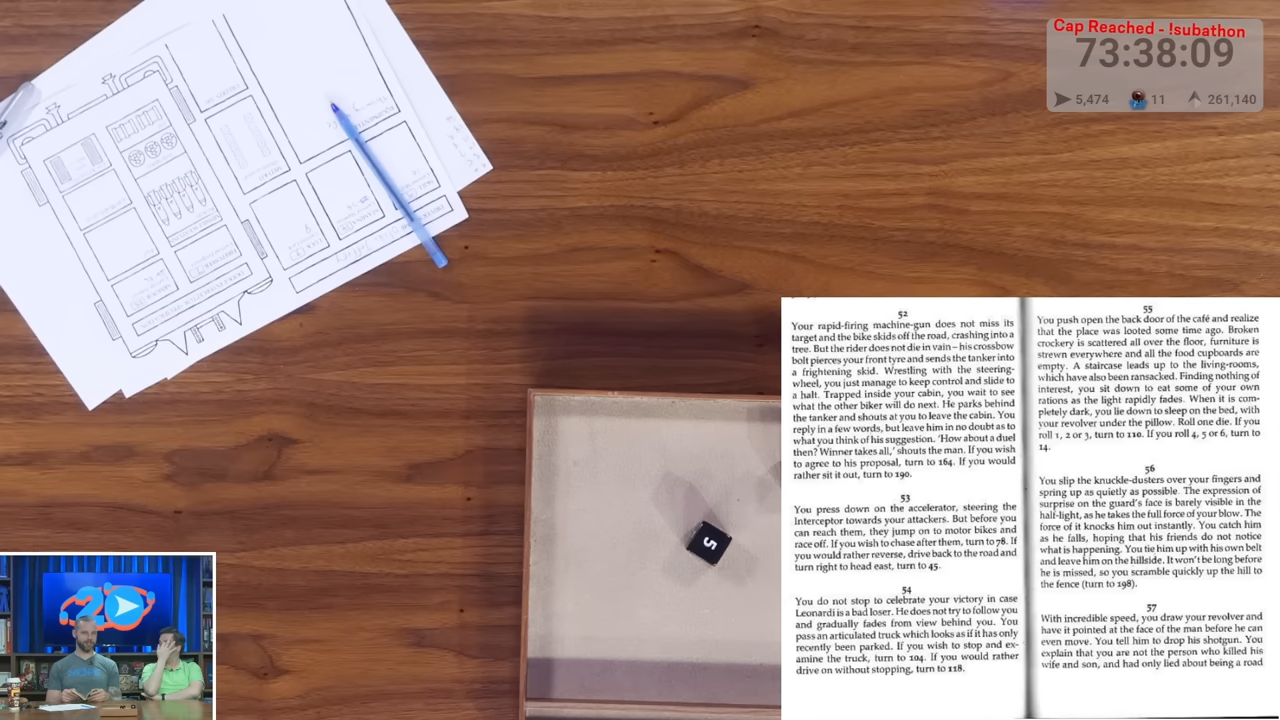 Cap Reached - !subathon
73:38:09
5,474
11
261,140
52
Your rapid-firing machine-gun does not miss its
target and the bike skids off the road, crashing into a
tree. But the rider does not die in vain – his crossbow
bolt pierces your front tyre and sends the tanker into
a frightening skid. Wrestling with the steering-
wheel, you just manage to keep control and slide to
a halt. Trapped inside your cabin, you wait to see
what the other biker will do next. He parks behind
the tanker and shouts at you to leave the cabin. You
reply in a few words, but leave him in no doubt as to
what you think of his suggestion. 'How about a duel
then? Winner takes all,' shouts the man. If you wish
to agree to his proposal, turn to 164. If you would
rather sit it out, turn to 190.
53
You press down on the accelerator, steering the
Interceptor towards your attackers. But before you
can reach them, they jump on to motor bikes and
race off. If you wish to chase after them, turn to 78. If
you would rather reverse, drive back to the road and
turn right to head east, turn to 45.
54
You do not stop to celebrate your victory in case
Leonardi is a bad loser. He does not try to follow you
and gradually fades from view behind you. You
pass an articulated truck which looks as if it has only
recently been parked. If you wish to stop and ex-
amine the truck, turn to 104. If you would rather
drive on without stopping, turn to 118.
55
You push open the back door of the café and realize
that the place was looted some time ago. Broken
crockery is scattered all over the floor, furniture is
strewn everywhere and all the food cupboards are
empty. A staircase leads up to the living-rooms,
which have also been ransacked. Finding nothing of
interest, you sit down to eat some of your own
rations as the light rapidly fades. When it is com-
pletely dark, you lie down to sleep on the bed, with
your revolver under the pillow. Roll one die. If you
roll 1, 2 or 3, turn to 110. If you roll 4, 5 or 6, turn to
14.
56
You slip the knuckle-dusters over your fingers and
spring up as quietly as possible. The expression of
surprise on the guard's face is barely visible in the
half-light, as he takes the full force of your blow. The
force of it knocks him out instantly. You catch him
as he falls, hoping that his friends do not notice
what is happening. You tie him up with his own belt
and leave him on the hillside. It won't be long before
he is missed, so you scramble quickly up the hill to
the fence (turn to 198).
57
With incredible speed, you draw your revolver and
have it pointed at the face of the man before he can
even move. You tell him to drop his shotgun. You
explain that you are not the person who killed his
wife and son, and had only lied about being a road
5
20